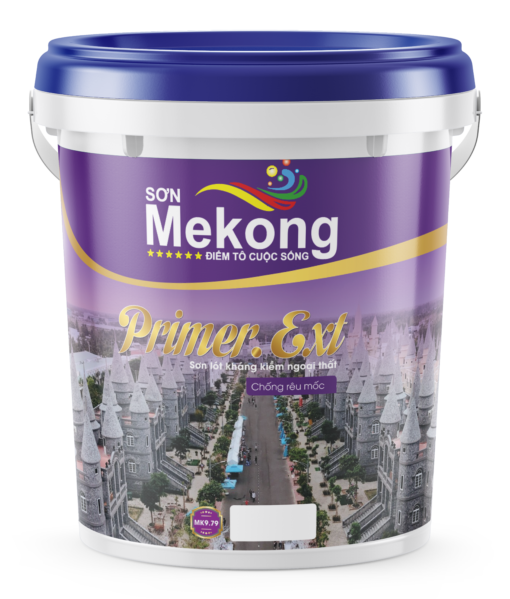 SƠN
Mekong
ĐIỂM TÔ CUỘC SỐNG
Primer.Ext
Sơn lót kháng kiềm ngoại thất
Chống rêu mốc
MK9.79